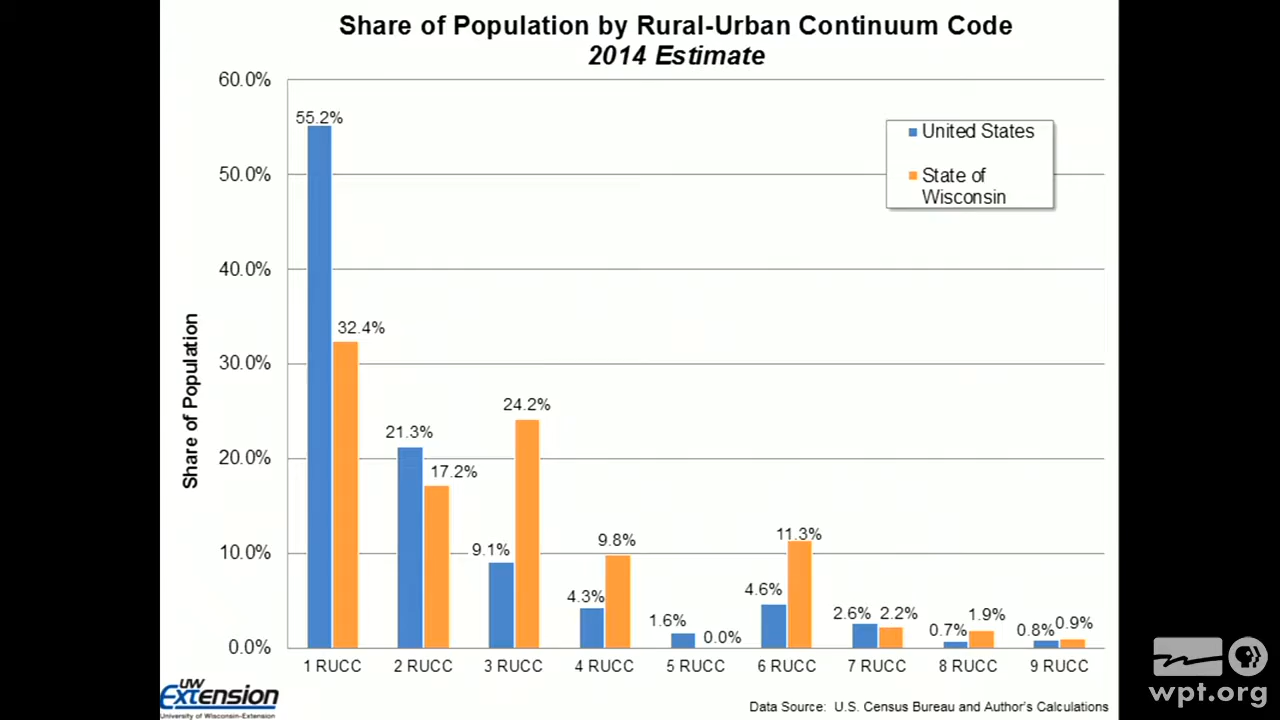 Share of Population by Rural-Urban Continuum Code
2014 Estimate
60.0%
50.0%
40.0%
30.0%
20.0%
10.0%
0.0%
Share of Population
United States
State of
Wisconsin
55.2%
32.4%
21.3%
17.2%
9.1%
24.2%
4.3%
9.8%
1.6%
0.0%
4.6%
11.3%
2.6%
2.2%
0.7%
1.9%
0.8%
0.9%
1 RUCC
2 RUCC
3 RUCC
4 RUCC
5 RUCC
6 RUCC
7 RUCC
8 RUCC
9 RUCC
UW
Extension
University of Wisconsin-Extension
Data Source: U.S. Census Bureau and Author's Calculations
PBS
wpt.org